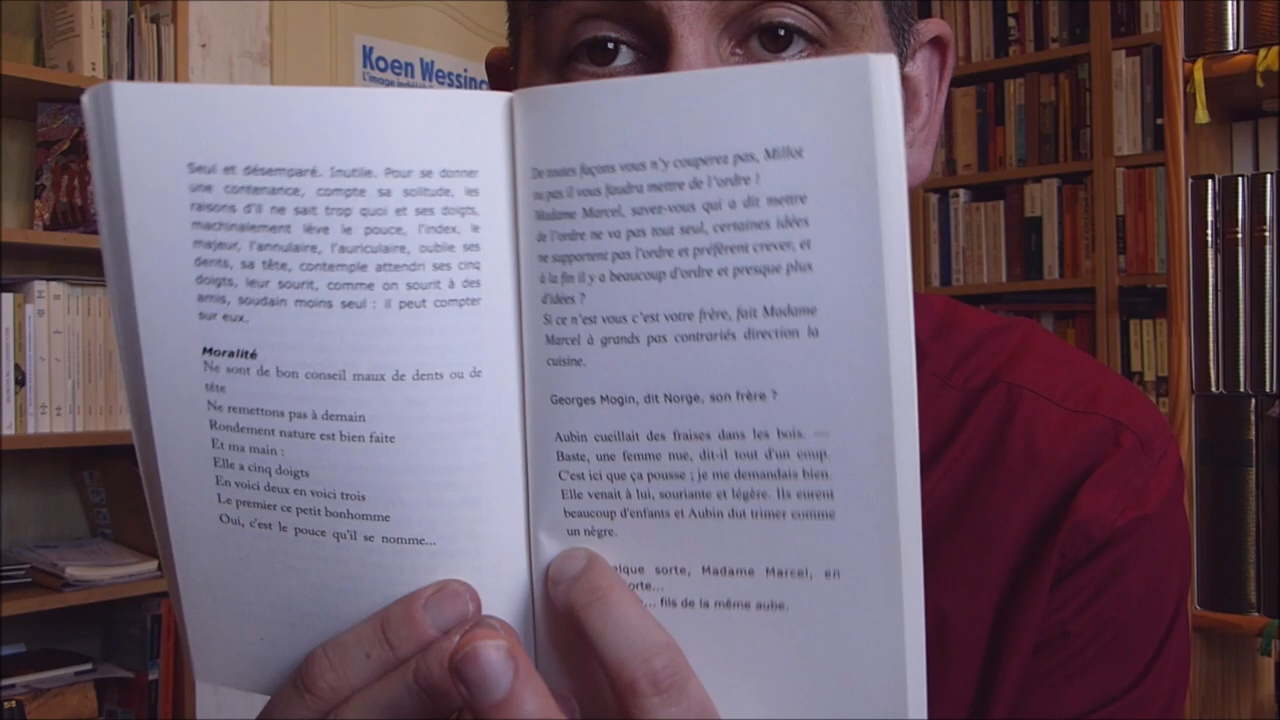 Koen Wessing
L'image indélébile
Seul et désemparé. Inutile. Pour se donner
une contenance, compte sa solitude, les
raisons d'il ne sait trop quoi et ses doigts,
machinalement lève le pouce, l'index, le
majeur, l'annulaire, l'auriculaire, oublie ses
dents, sa tête, contemple attendri ses cinq
doigts, leur sourit, comme on sourit à des
amis, soudain moins seul : il peut compter
sur eux.
Moralité
Ne sont de bon conseil maux de dents ou de
tête
Ne remettons pas à demain
Rondement nature est bien faite
Et ma main :
Elle a cinq doigts
En voici deux en voici trois
Le premier ce petit bonhomme
Oui, c'est le pouce qu'il se nomme...
De toutes façons vous n'y couperez pas, Millot
ou pas il vous faudra mettre de l'ordre !
Madame Marcel, savez-vous qui a dit mettre
de l'ordre ne va pas tout seul, certaines idées
ne supportent pas l'ordre et préfèrent crever, et
à la fin il y a beaucoup d'ordre et presque plus
d'idées ?
Si ce n'est vous c'est votre frère, fait Madame
Marcel à grands pas contrariés direction la
cuisine.
Georges Mogin, dit Norge, son frère ?
Aubin cueillait des fraises dans les bois.
Baste, une femme nue, dit-il tout d'un coup.
C'est ici que ça pousse ; je me demandais bien.
Elle venait à lui, souriante et légère. Ils eurent
beaucoup d'enfants et Aubin dut trimer comme
un nègre.
sorte, Madame Marcel, en
... fils de la même aube.